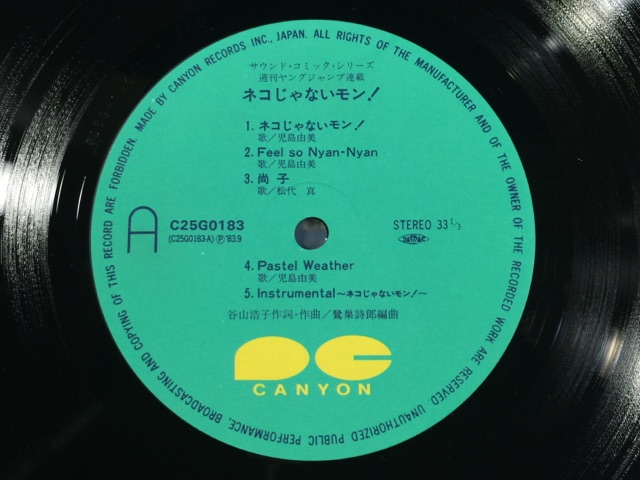 MADE BY CANYON RECORDS INC., JAPAN. ALL RIGHTS OF THE MANUFACTURER AND OF THE OWNER OF THE RECORDED WORK ARE RESERVED. UNAUTHORIZED PUBLIC PERFORMANCE, BROADCASTING AND COPYING OF THIS RECORD ARE FORBIDDEN.
サウンド・コミック・シリーズ
週刊ヤングジャンプ連載
ネコじゃないモン!
1. ネコじゃないモン!
歌/児島由美
2. Feel so Nyan-Nyan
歌/児島由美
3. 尚子
歌/松代 真
A
C25G0183
(C25G0183-A) Ⓟ'83.9
STEREO 33 1/3
4. Pastel Weather
歌/児島由美
5. Instrumental~ネコじゃないモン!~
谷山浩子作詞・作曲/鷺巣詩郎編曲
PC
CANYON